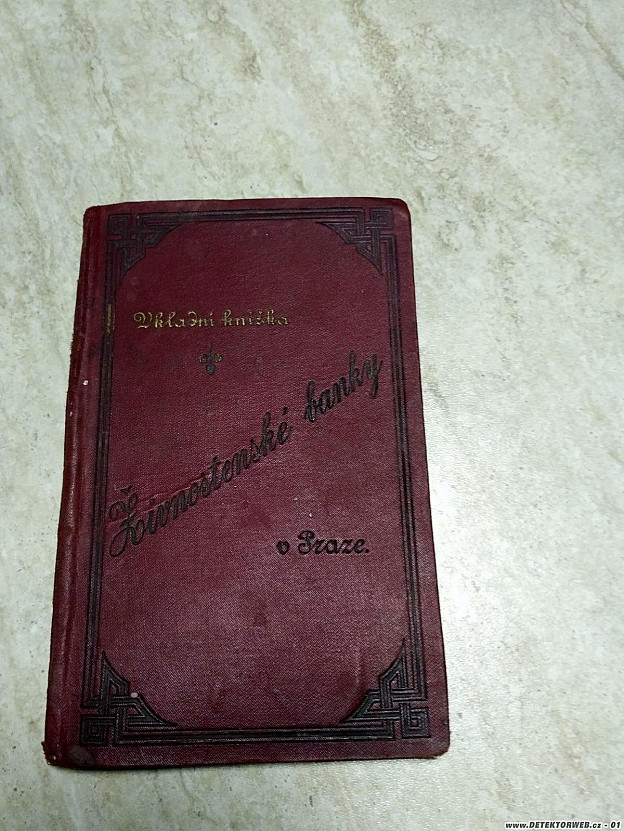 Vkladní knížka
Živnostenské banky
v Praze.
www.DETEKTORWEB.cz - 01